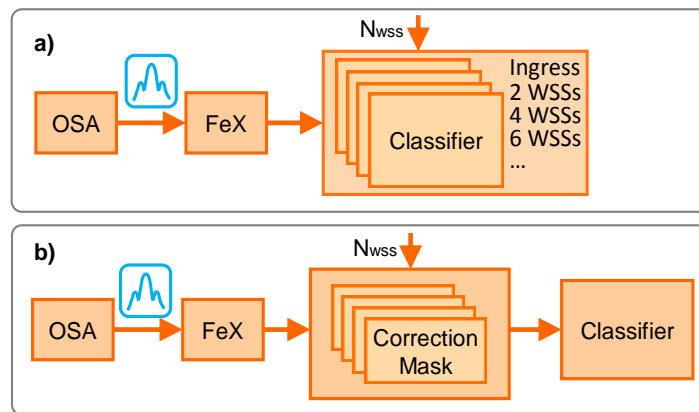 a)
Nwss
OSA
FeX
Classifier
Ingress
2 WSSs
4 WSSs
6 WSSs
...
b)
Nwss
OSA
FeX
Correction
Mask
Classifier